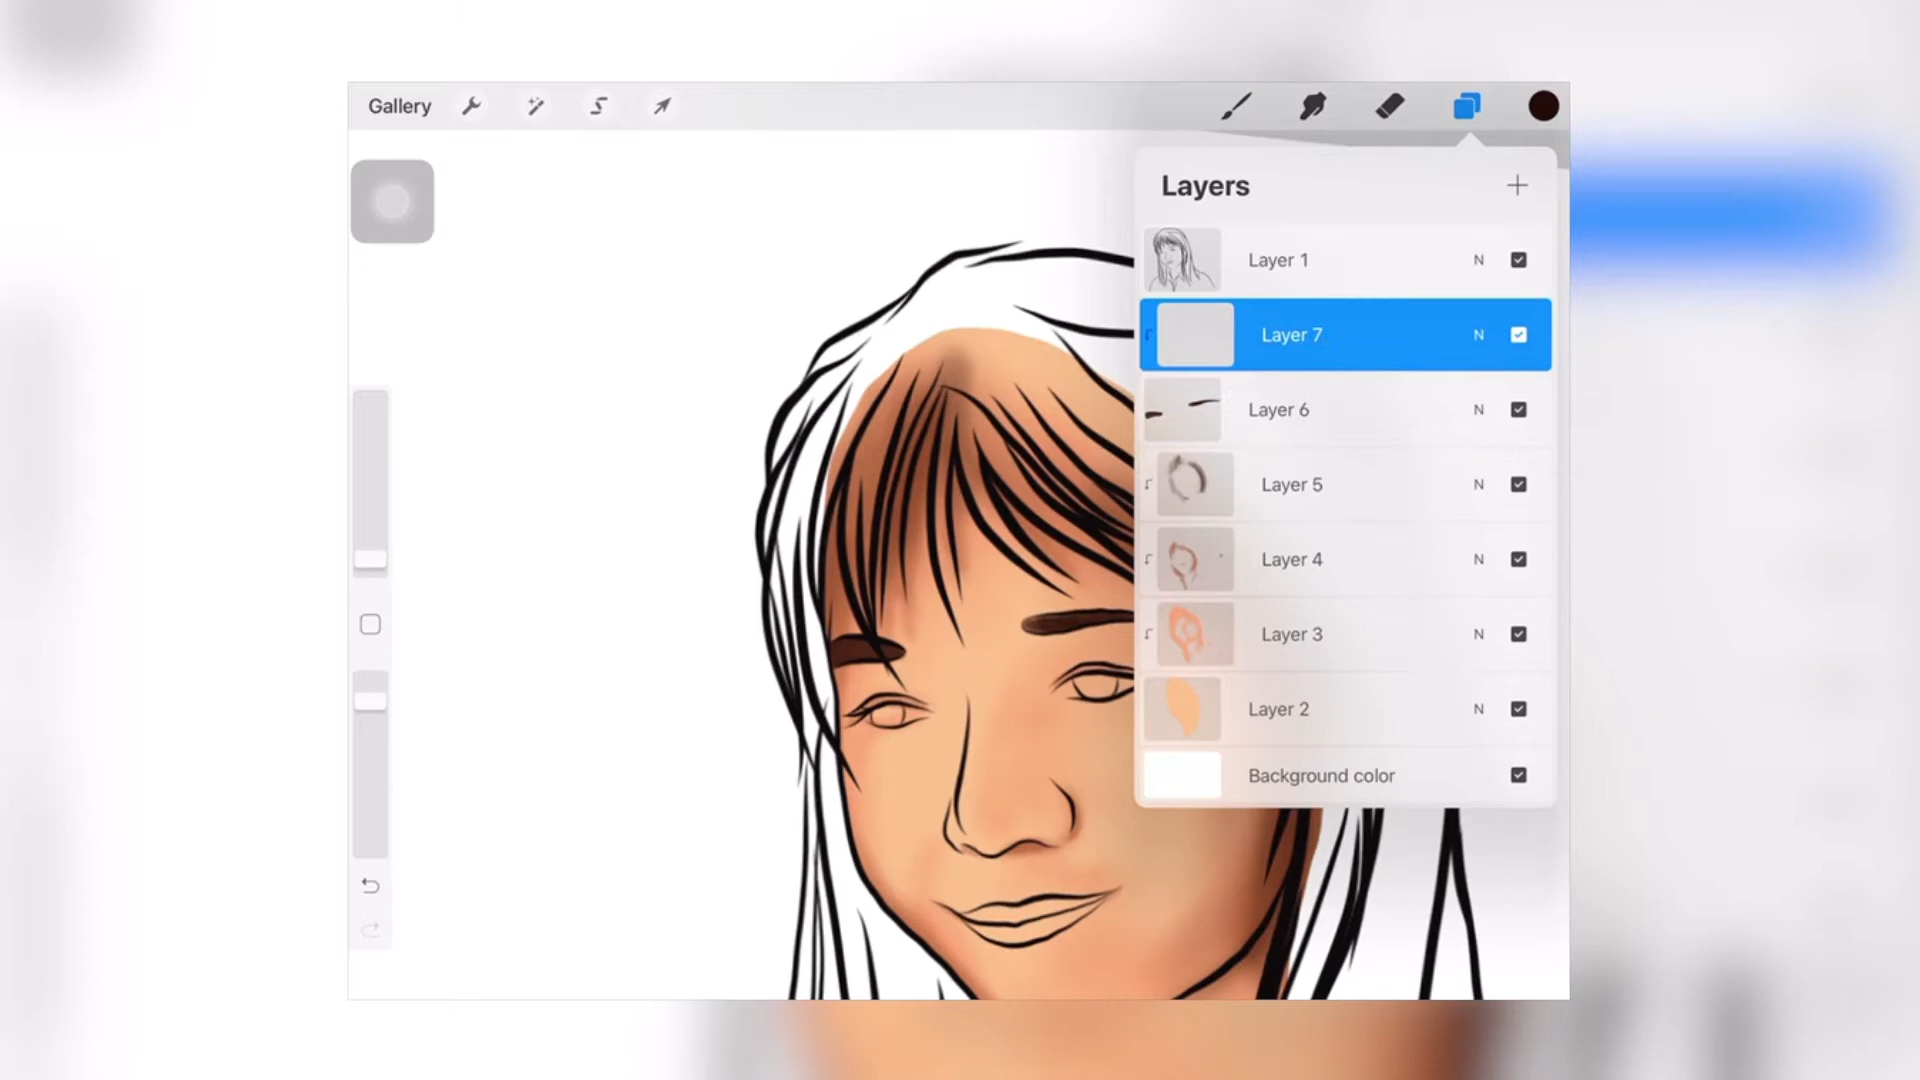 Gallery
Layers
Layer 1 N
Layer 7 N
Layer 6 N
Layer 5 N
Layer 4 N
Layer 3 N
Layer 2 N
Background color